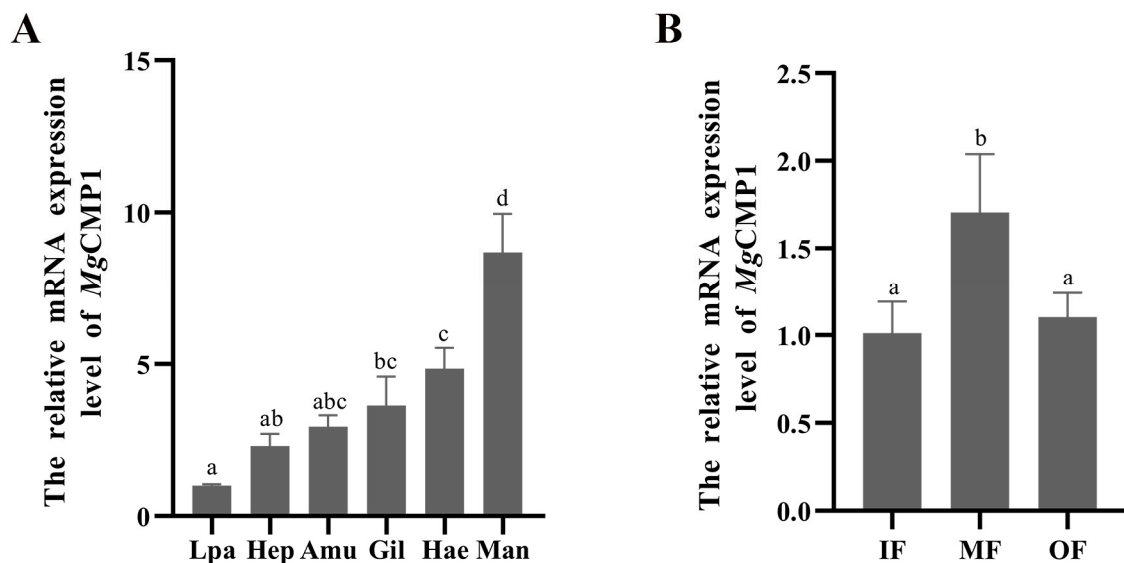 A
The relative mRNA expression
level of MgCMP1
15
10
5
0
a
ab
abc
bc
c
d
Lpa Hep Amu Gil Hae Man
B
The relative mRNA expression
level of MgCMP1
2.5
2.0
1.5
1.0
0.5
0.0
a
b
a
IF MF OF